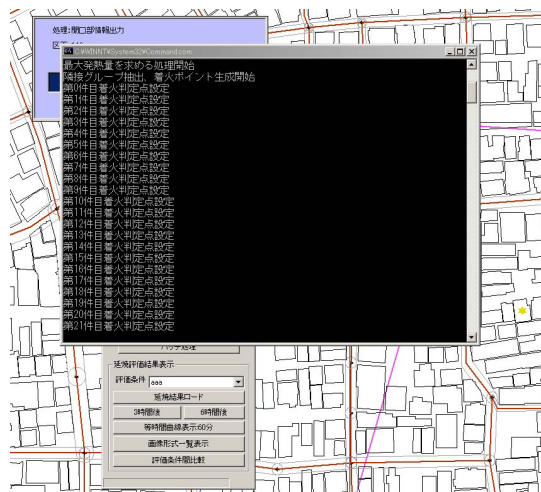 処理:開口部情報出力
C:¥WINNT¥System32¥Command.com
最大発熱量を求める処理開始
隣接グループ抽出、着火ポイント生成開始
第0件目着火判定点設定
第1件目着火判定点設定
第2件目着火判定点設定
第3件目着火判定点設定
第4件目着火判定点設定
第5件目着火判定点設定
第6件目着火判定点設定
第7件目着火判定点設定
第8件目着火判定点設定
第9件目着火判定点設定
第10件目着火判定点設定
第11件目着火判定点設定
第12件目着火判定点設定
第13件目着火判定点設定
第14件目着火判定点設定
第15件目着火判定点設定
第16件目着火判定点設定
第17件目着火判定点設定
第18件目着火判定点設定
第19件目着火判定点設定
第20件目着火判定点設定
第21件目着火判定点設定
バッチ処理
延焼評価結果表示
評価条件 aaa
延焼結果ロード
3時間後 6時間後
等時間曲線表示:60分
画像形式一覧表示
評価条件間比較